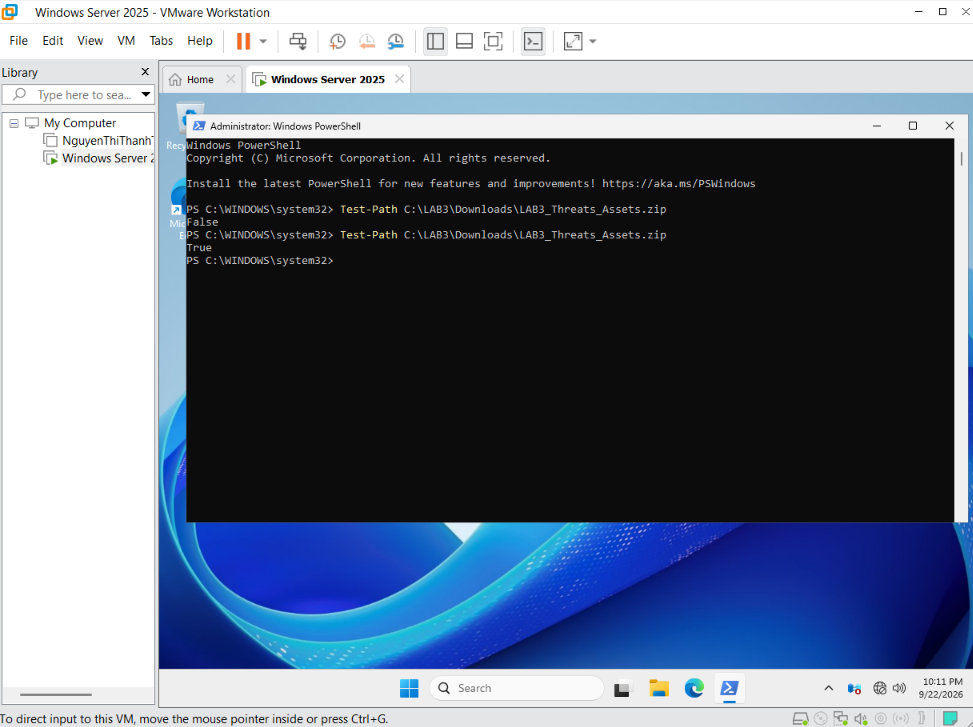 Windows Server 2025 - VMware Workstation
File Edit View VM Tabs Help
Library
Type here to sea...
My Computer
NguyenThiThanh
Windows Server 2
Home
Windows Server 2025
Administrator: Windows PowerShell
Windows PowerShell
Copyright (C) Microsoft Corporation. All rights reserved.
Install the latest PowerShell for new features and improvements! https://aka.ms/PSWindows
PS C:\WINDOWS\system32> Test-Path C:\LAB3\Downloads\LAB3_Threats_Assets.zip
False
PS C:\WINDOWS\system32> Test-Path C:\LAB3\Downloads\LAB3_Threats_Assets.zip
True
PS C:\WINDOWS\system32>
Recy
Mic
E
Search
10:11 PM
9/22/2026
To direct input to this VM, move the mouse pointer inside or press Ctrl+G.